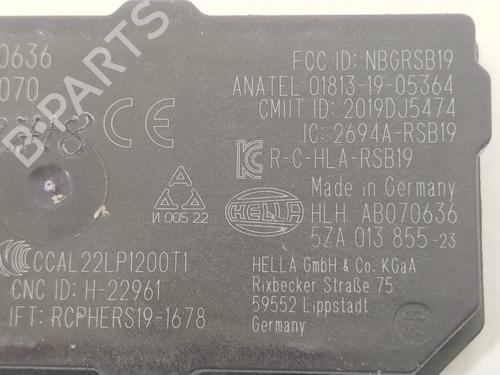 0636
FCC ID: NBGRSB19
070
ANATEL 01813-19-05364
CMIIT ID: 2019DJ5474
CE
IC: 2694A-RSB19
R-C-HLA-RSB19
Made in Germany
И 005 22
HELLA
HLH AB070636
5ZA 013 855-23
CCAL22LP1200T1
HELLA GmbH & Co. KGaA
CNC ID: H-22961
Rixbecker Straße 75
IFT: RCPHERS19-1678
59552 Lippstadt
Germany
B-PARTS